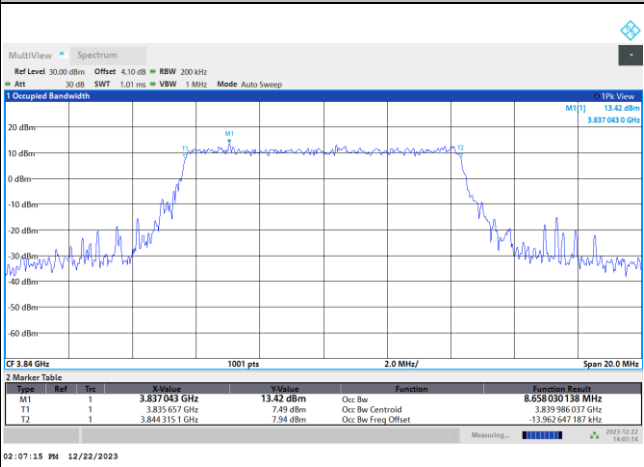 MultiView Spectrum
Ref Level 30.00 dBm Offset 4.10 dB RBW 200 kHz
Att 30 dB SWT 1.01 ms VBW 1 MHz Mode Auto Sweep
1 Occupied Bandwidth 1Pk View
M1[1] 13.42 dBm
3.837 043 0 GHz
20 dBm
M1
T1 T2
10 dBm
0 dBm
-10 dBm
-20 dBm
-30 dBm
-40 dBm
-50 dBm
-60 dBm
CF 3.84 GHz 1001 pts 2.0 MHz/ Span 20.0 MHz
2 Marker Table
Type Ref Trc X-Value Y-Value Function Function Result
M1 1 3.837 043 GHz 13.42 dBm Occ Bw 8.658 030 138 MHz
T1 1 3.835 657 GHz 7.49 dBm Occ Bw Centroid 3.839 986 037 GHz
T2 1 3.844 315 1 GHz 7.94 dBm Occ Bw Freq Offset -13.962 647 187 kHz
Measuring... 2023-12-22
14:07:14
02:07:15 PM 12/22/2023